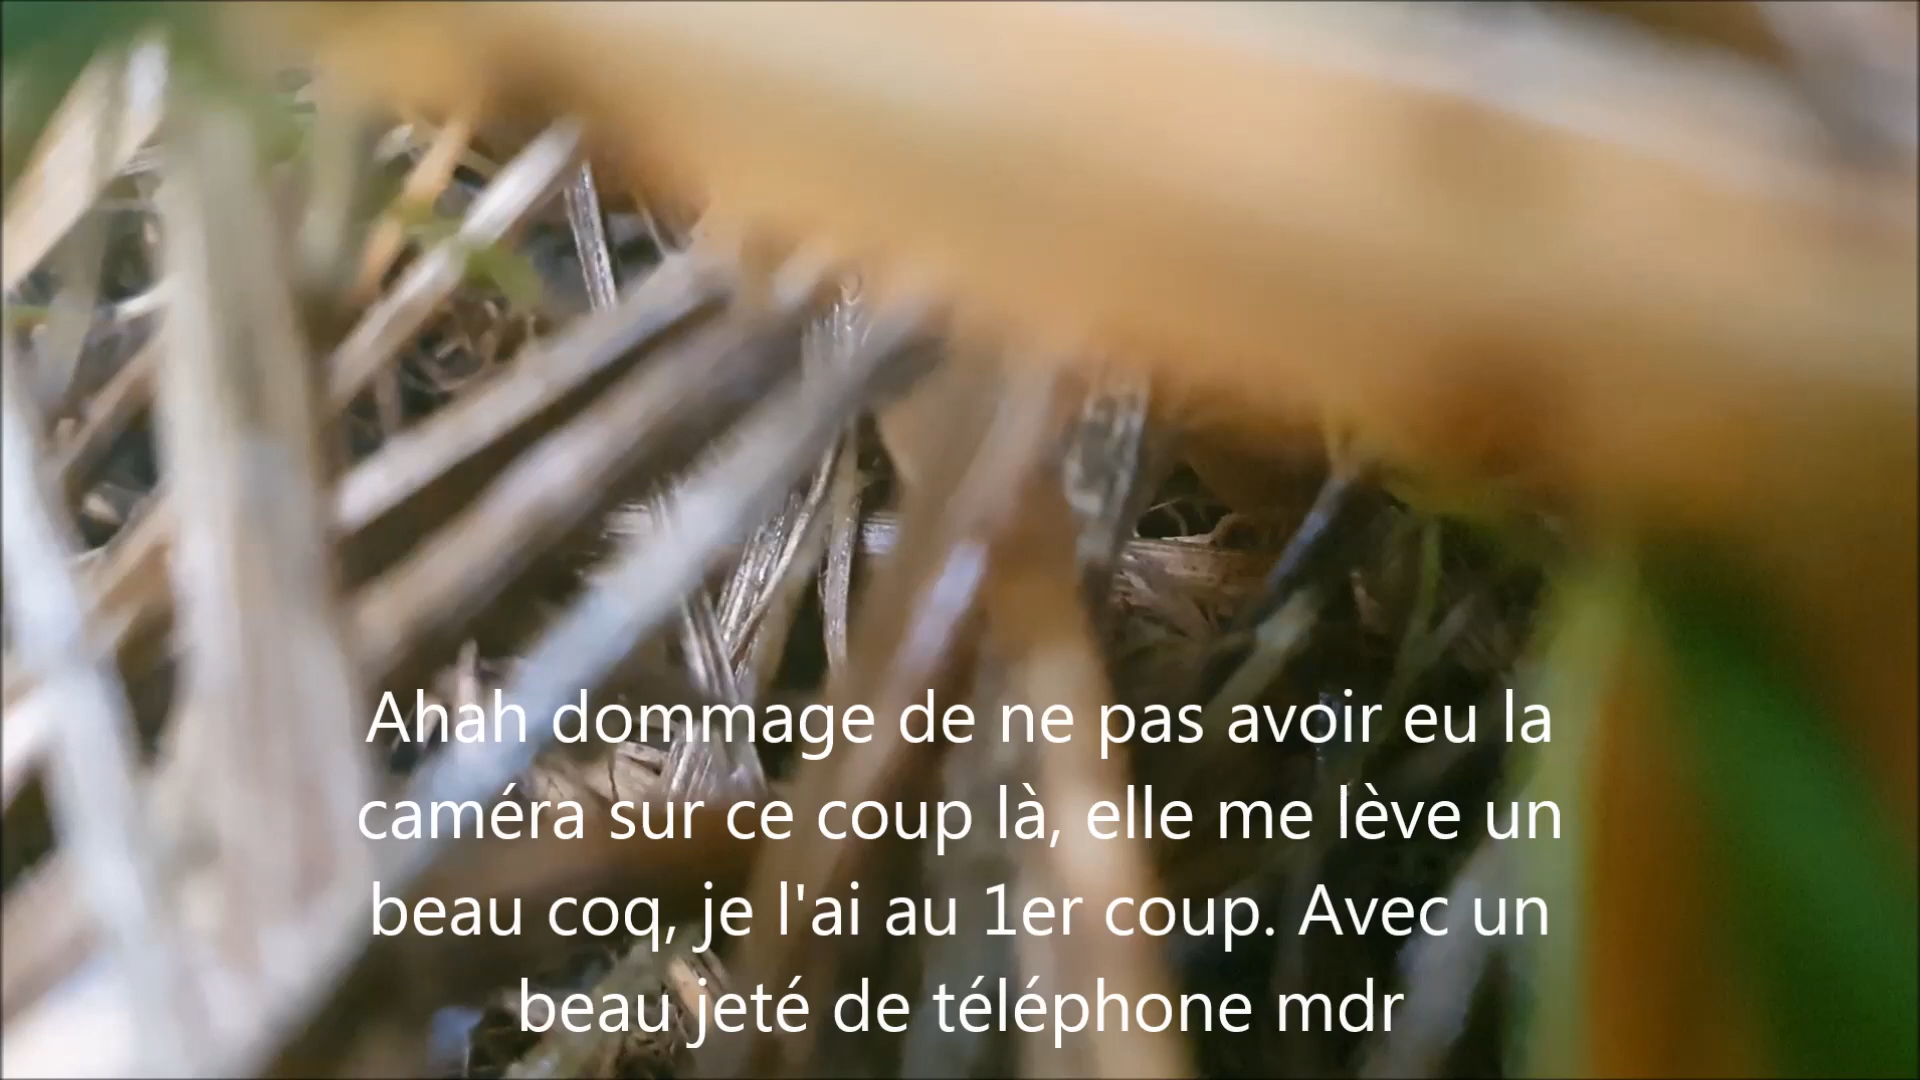 Ahah dommage de ne pas avoir eu la
caméra sur ce coup là, elle me lève un
beau coq, je l'ai au 1er coup. Avec un
beau jeté de téléphone mdr